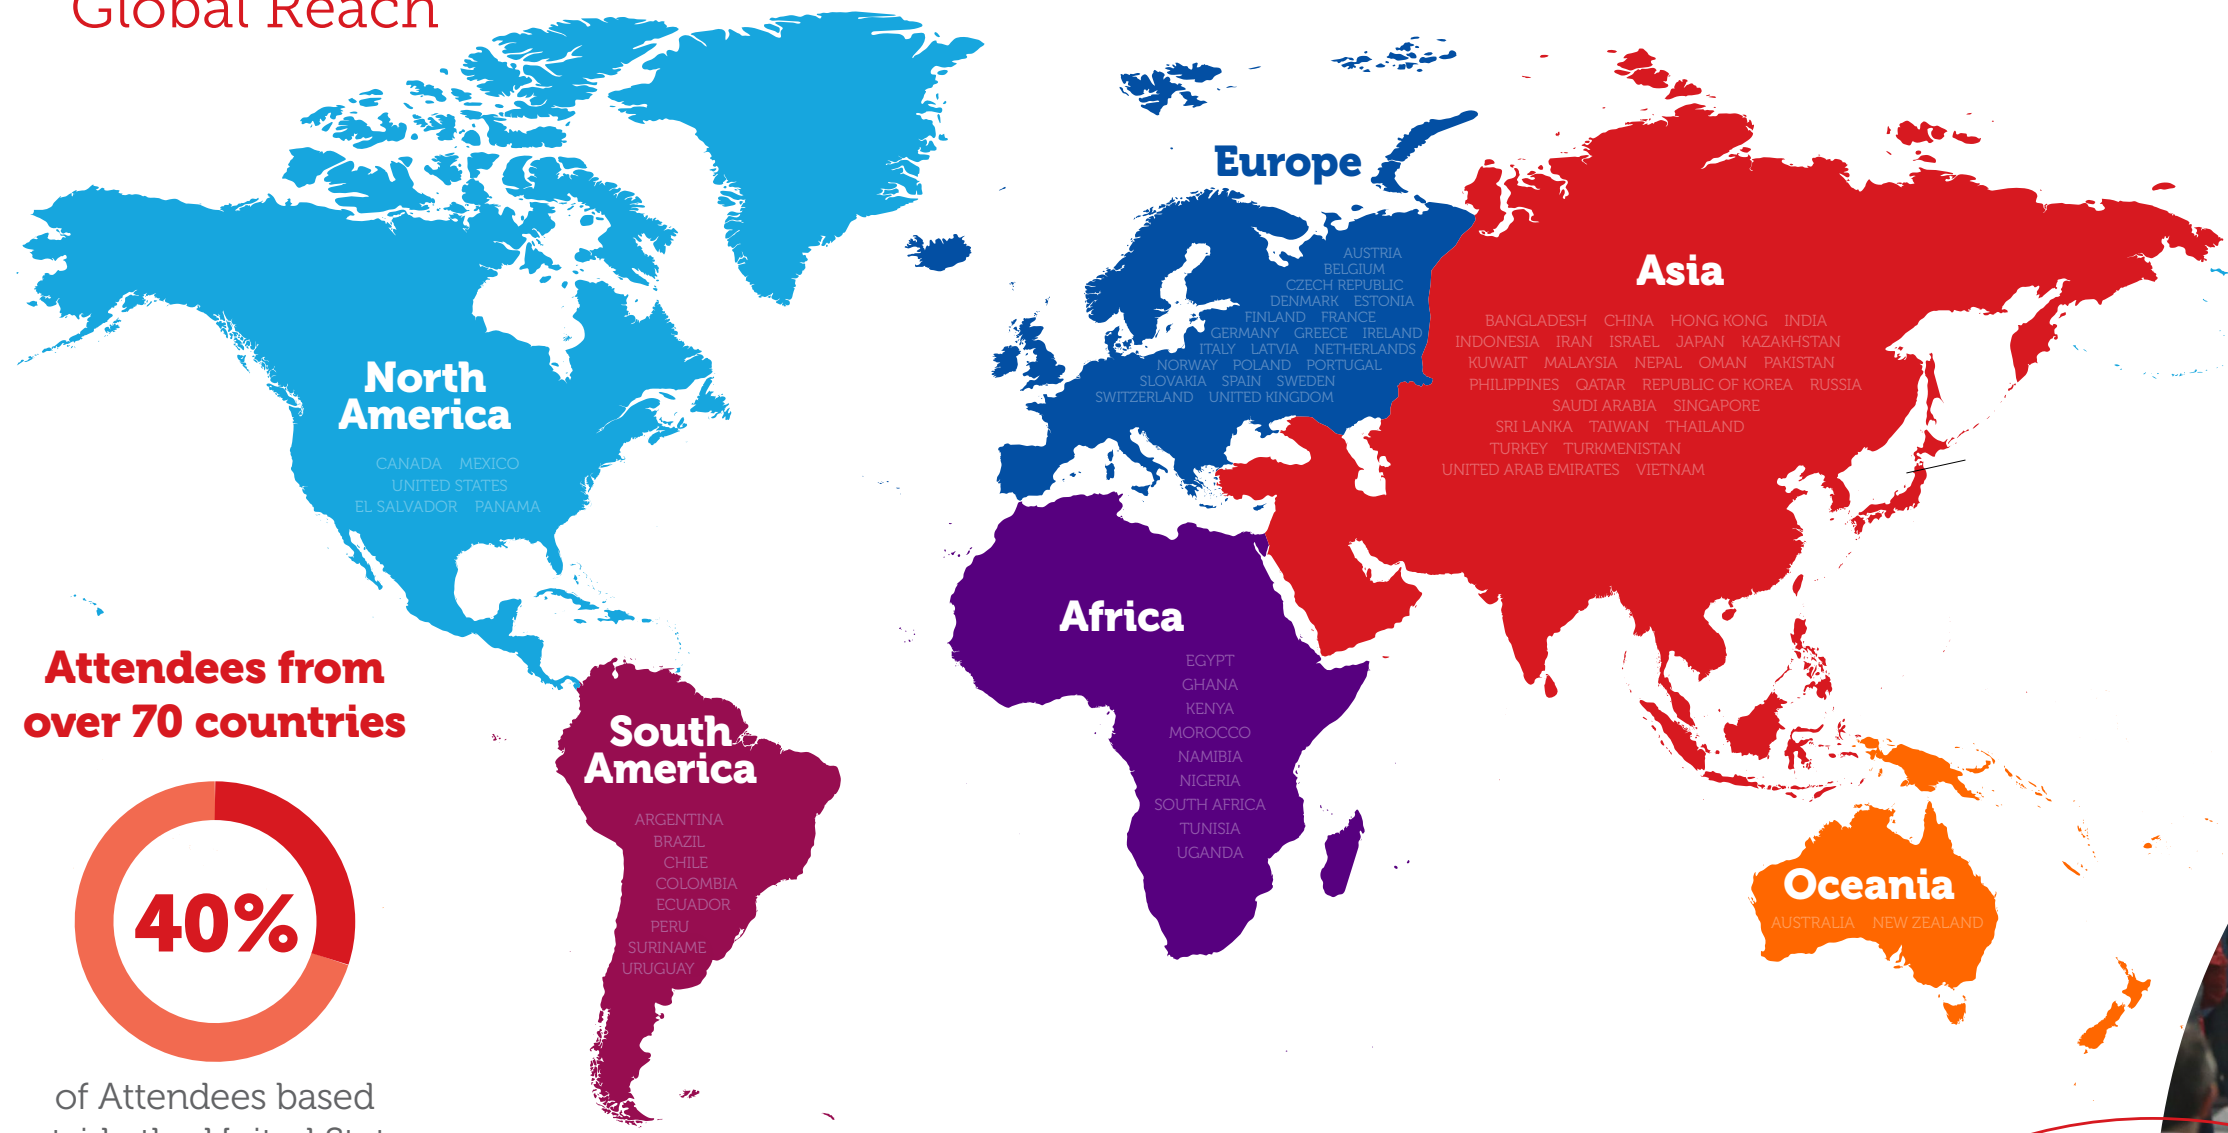 Global Reach
Europe
AUSTRIA
BELGIUM
CZECH REPUBLIC
DENMARK ESTONIA
FINLAND FRANCE
GERMANY GREECE IRELAND
ITALY LATVIA NETHERLANDS
NORWAY POLAND PORTUGAL
SLOVAKIA SPAIN SWEDEN
SWITZERLAND UNITED KINGDOM
Asia
BANGLADESH CHINA HONG KONG INDIA
INDONESIA IRAN ISRAEL JAPAN KAZAKHSTAN
KUWAIT MALAYSIA NEPAL OMAN PAKISTAN
PHILIPPINES QATAR REPUBLIC OF KOREA RUSSIA
SAUDI ARABIA SINGAPORE
SRI LANKA TAIWAN THAILAND
TURKEY TURKMENISTAN
UNITED ARAB EMIRATES VIETNAM
North
America
CANADA MEXICO
UNITED STATES
EL SALVADOR PANAMA
Africa
EGYPT
GHANA
KENYA
MOROCCO
NAMIBIA
NIGERIA
SOUTH AFRICA
TUNISIA
UGANDA
South
America
ARGENTINA
BRAZIL
CHILE
COLOMBIA
ECUADOR
PERU
SURINAME
URUGUAY
Oceania
AUSTRALIA NEW ZEALAND
Attendees from
over 70 countries
40%
of Attendees based